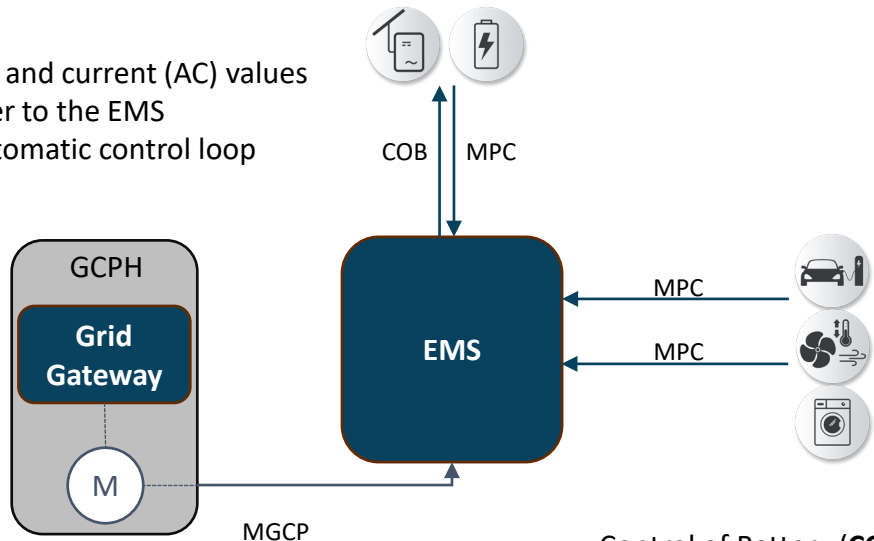 and current (AC) values
er to the EMS
tomatic control loop
COB
MPC
GCPH
Grid
Gateway
M
EMS
MPC
MPC
MGCP
Control of Battery (CO